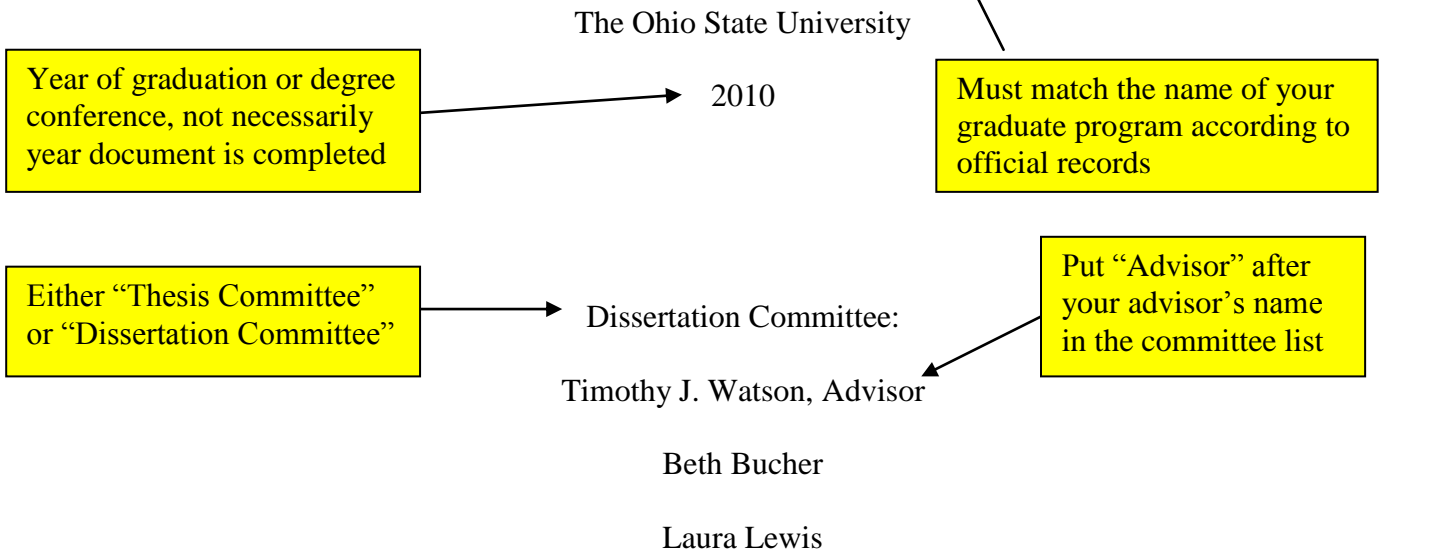 The Ohio State University
Year of graduation or degree
conference, not necessarily
year document is completed
2010
Must match the name of your
graduate program according to
official records
Either “Thesis Committee”
or “Dissertation Committee”
Dissertation Committee:
Put “Advisor” after
your advisor’s name
in the committee list
Timothy J. Watson, Advisor
Beth Bucher
Laura Lewis